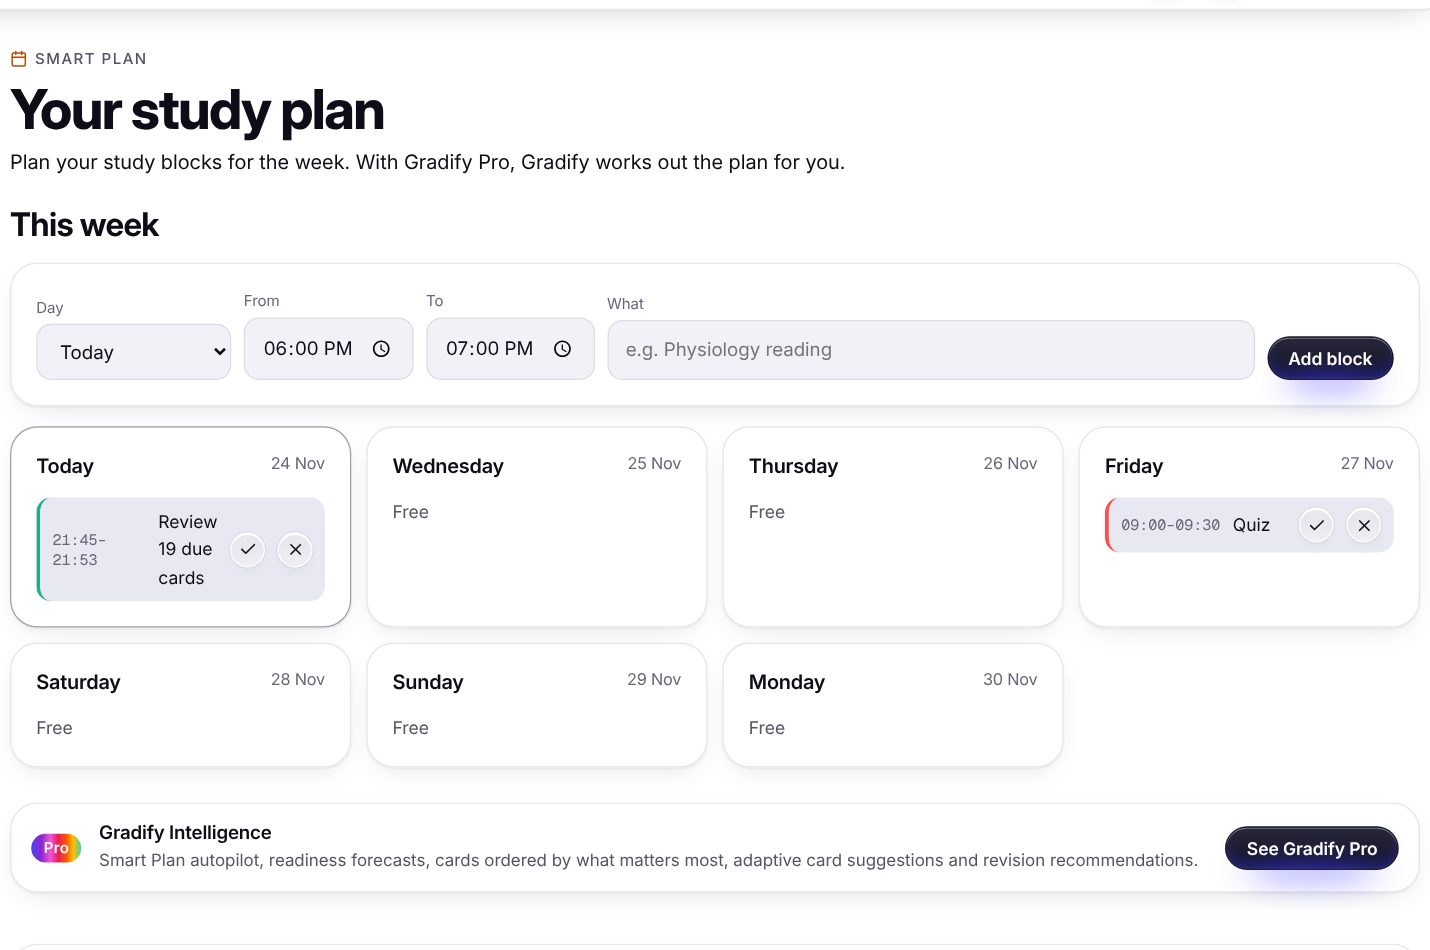 SMART PLAN
Your study plan
Plan your study blocks for the week. With Gradify Pro, Gradify works out the plan for you.
This week
Day
From
To
What
Today
06:00 PM
07:00 PM
e.g. Physiology reading
Add block
Today
24 Nov
21:45-
21:53
Review
19 due
cards
Wednesday
25 Nov
Free
Thursday
26 Nov
Free
Friday
27 Nov
09:00-09:30
Quiz
Saturday
28 Nov
Free
Sunday
29 Nov
Free
Monday
30 Nov
Free
Pro
Gradify Intelligence
Smart Plan autopilot, readiness forecasts, cards ordered by what matters most, adaptive card suggestions and revision recommendations.
See Gradify Pro